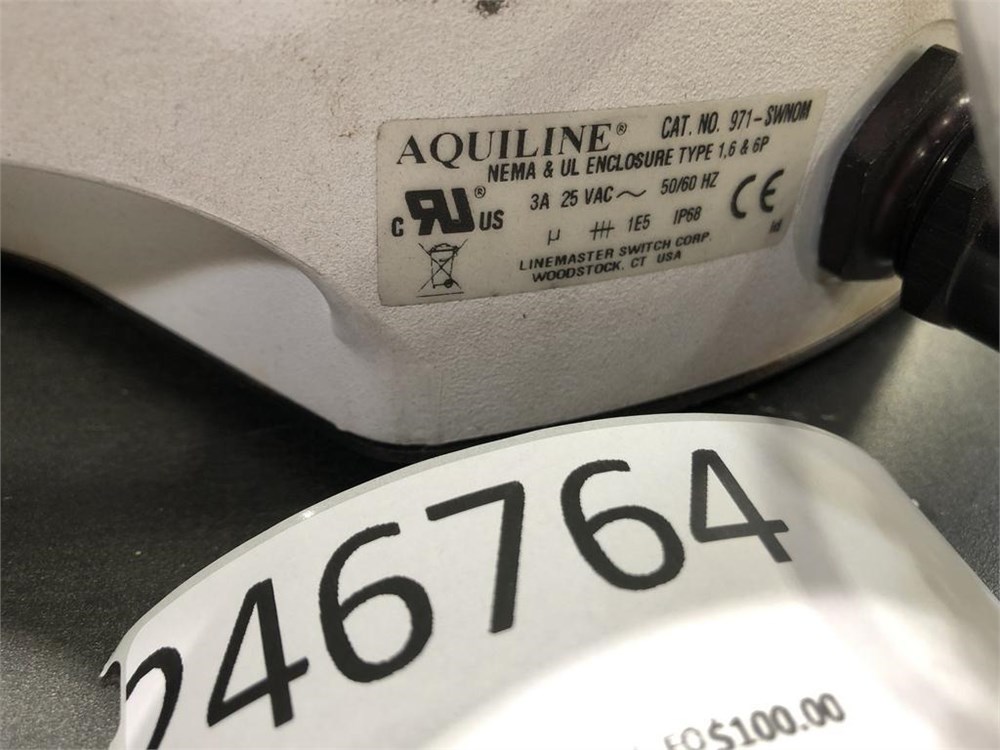 AQUILINE® CAT. NO. 971-SWNOM
NEMA & UL ENCLOSURE TYPE 1,6 & 6P
C RU® US 3A 25 VAC ~ 50/60 HZ CE
µ 1E5 IP68
LINEMASTER SWITCH CORP.
WOODSTOCK, CT USA
246764
$100.00